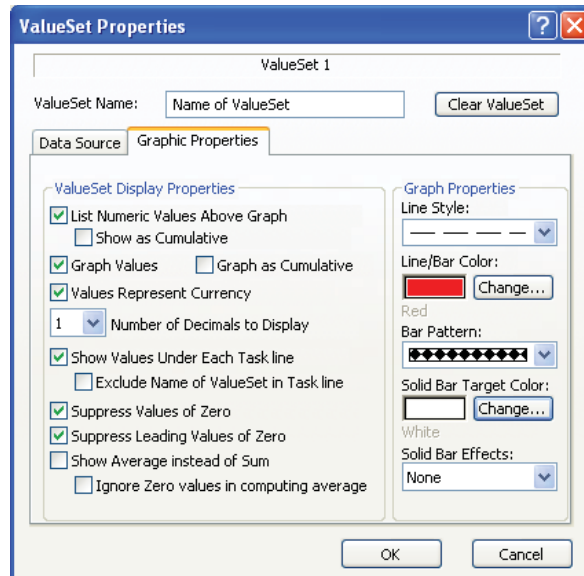 ValueSet Properties
ValueSet 1
ValueSet Name: Name of ValueSet Clear ValueSet
Data Source Graphic Properties
ValueSet Display Properties
List Numeric Values Above Graph
Show as Cumulative
Graph Values Graph as Cumulative
Values Represent Currency
1 Number of Decimals to Display
Show Values Under Each Task line
Exclude Name of ValueSet in Task line
Suppress Values of Zero
Suppress Leading Values of Zero
Show Average instead of Sum
Ignore Zero values in computing average
Graph Properties
Line Style:
Line/Bar Color:
Change...
Red
Bar Pattern:
Solid Bar Target Color:
Change...
White
Solid Bar Effects:
None
OK Cancel